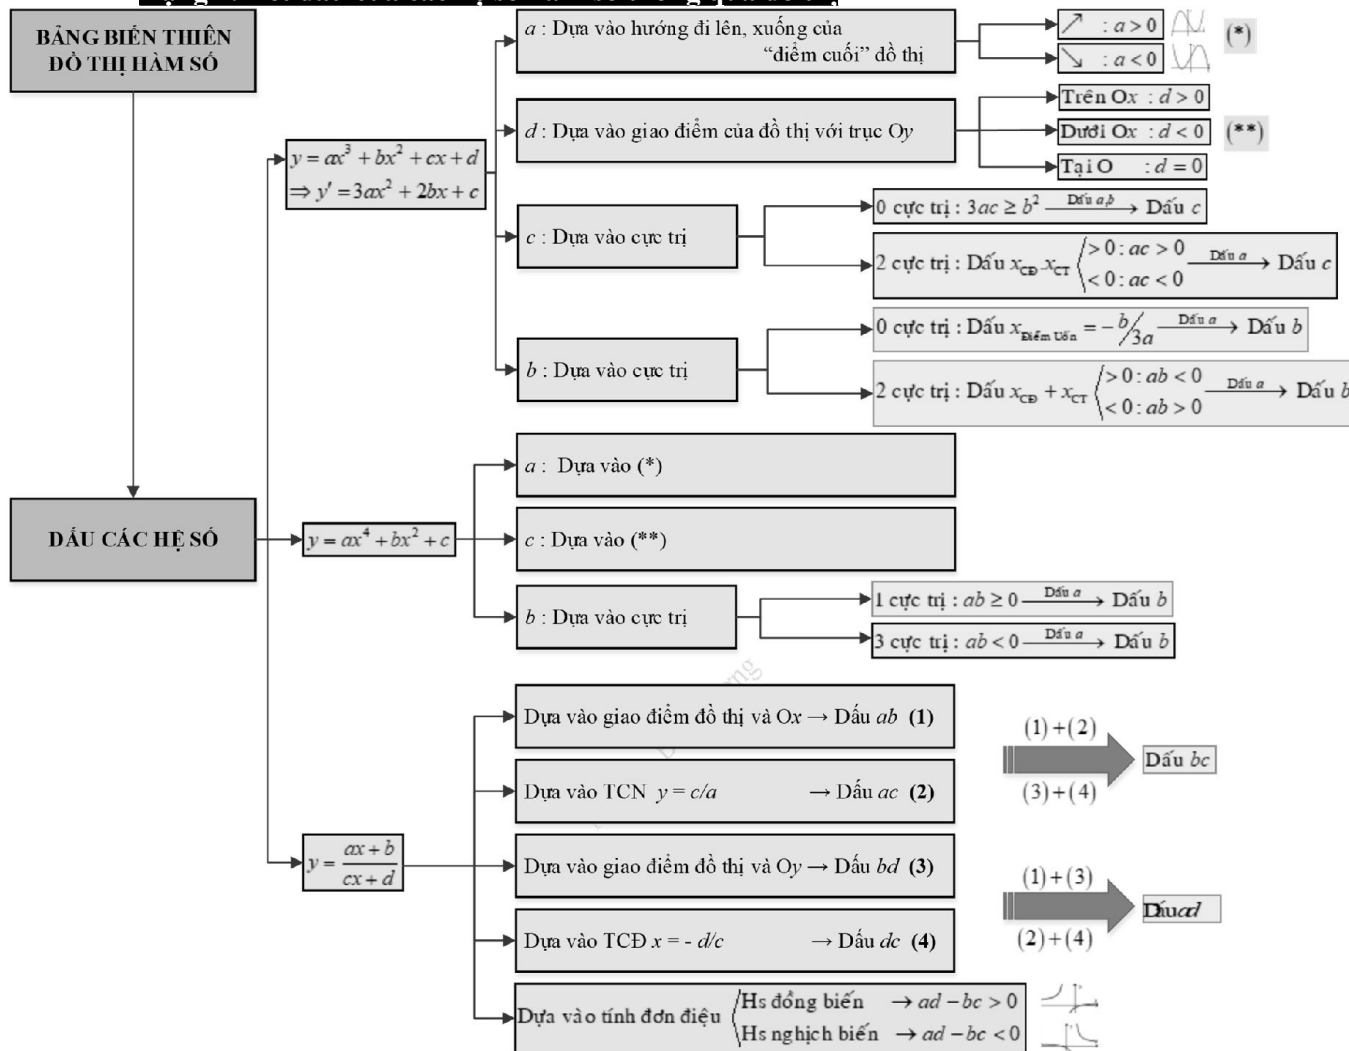 BẢNG BIẾN THIÊN
ĐỒ THỊ HÀM SỐ
DẤU CÁC HỆ SỐ
y = ax³ + bx² + cx + d
⇒ y' = 3ax² + 2bx + c
a : Dựa vào hướng đi lên, xuống của
“điểm cuối” đồ thị
↗ : a > 0
↘ : a < 0
(*)
d : Dựa vào giao điểm của đồ thị với trục Oy
Trên Ox : d > 0
Dưới Ox : d < 0
Tại O : d = 0
(**)
c : Dựa vào cực trị
0 cực trị : 3ac ≥ b² —Dấu a,b→ Dấu c
2 cực trị : Dấu x_CĐ.x_CT
> 0 : ac > 0
< 0 : ac < 0
—Dấu a→ Dấu c
b : Dựa vào cực trị
0 cực trị : Dấu x_Điểm Uốn = −b/3a —Dấu a→ Dấu b
2 cực trị : Dấu x_CĐ + x_CT
> 0 : ab < 0
< 0 : ab > 0
—Dấu a→ Dấu b
y = ax⁴ + bx² + c
a : Dựa vào (*)
c : Dựa vào (**)
b : Dựa vào cực trị
1 cực trị : ab ≥ 0 —Dấu a→ Dấu b
3 cực trị : ab < 0 —Dấu a→ Dấu b
y = (ax + b)/(cx + d)
Dựa vào giao điểm đồ thị và Ox → Dấu ab (1)
Dựa vào TCN y = c/a → Dấu ac (2)
Dựa vào giao điểm đồ thị và Oy → Dấu bd (3)
Dựa vào TCĐ x = - d/c → Dấu dc (4)
Dựa vào tính đơn điệu
Hs đồng biến → ad − bc > 0
Hs nghịch biến → ad − bc < 0
(1)+(2)
(3)+(4)
Dấu bc
(1)+(3)
(2)+(4)
Dấu ad